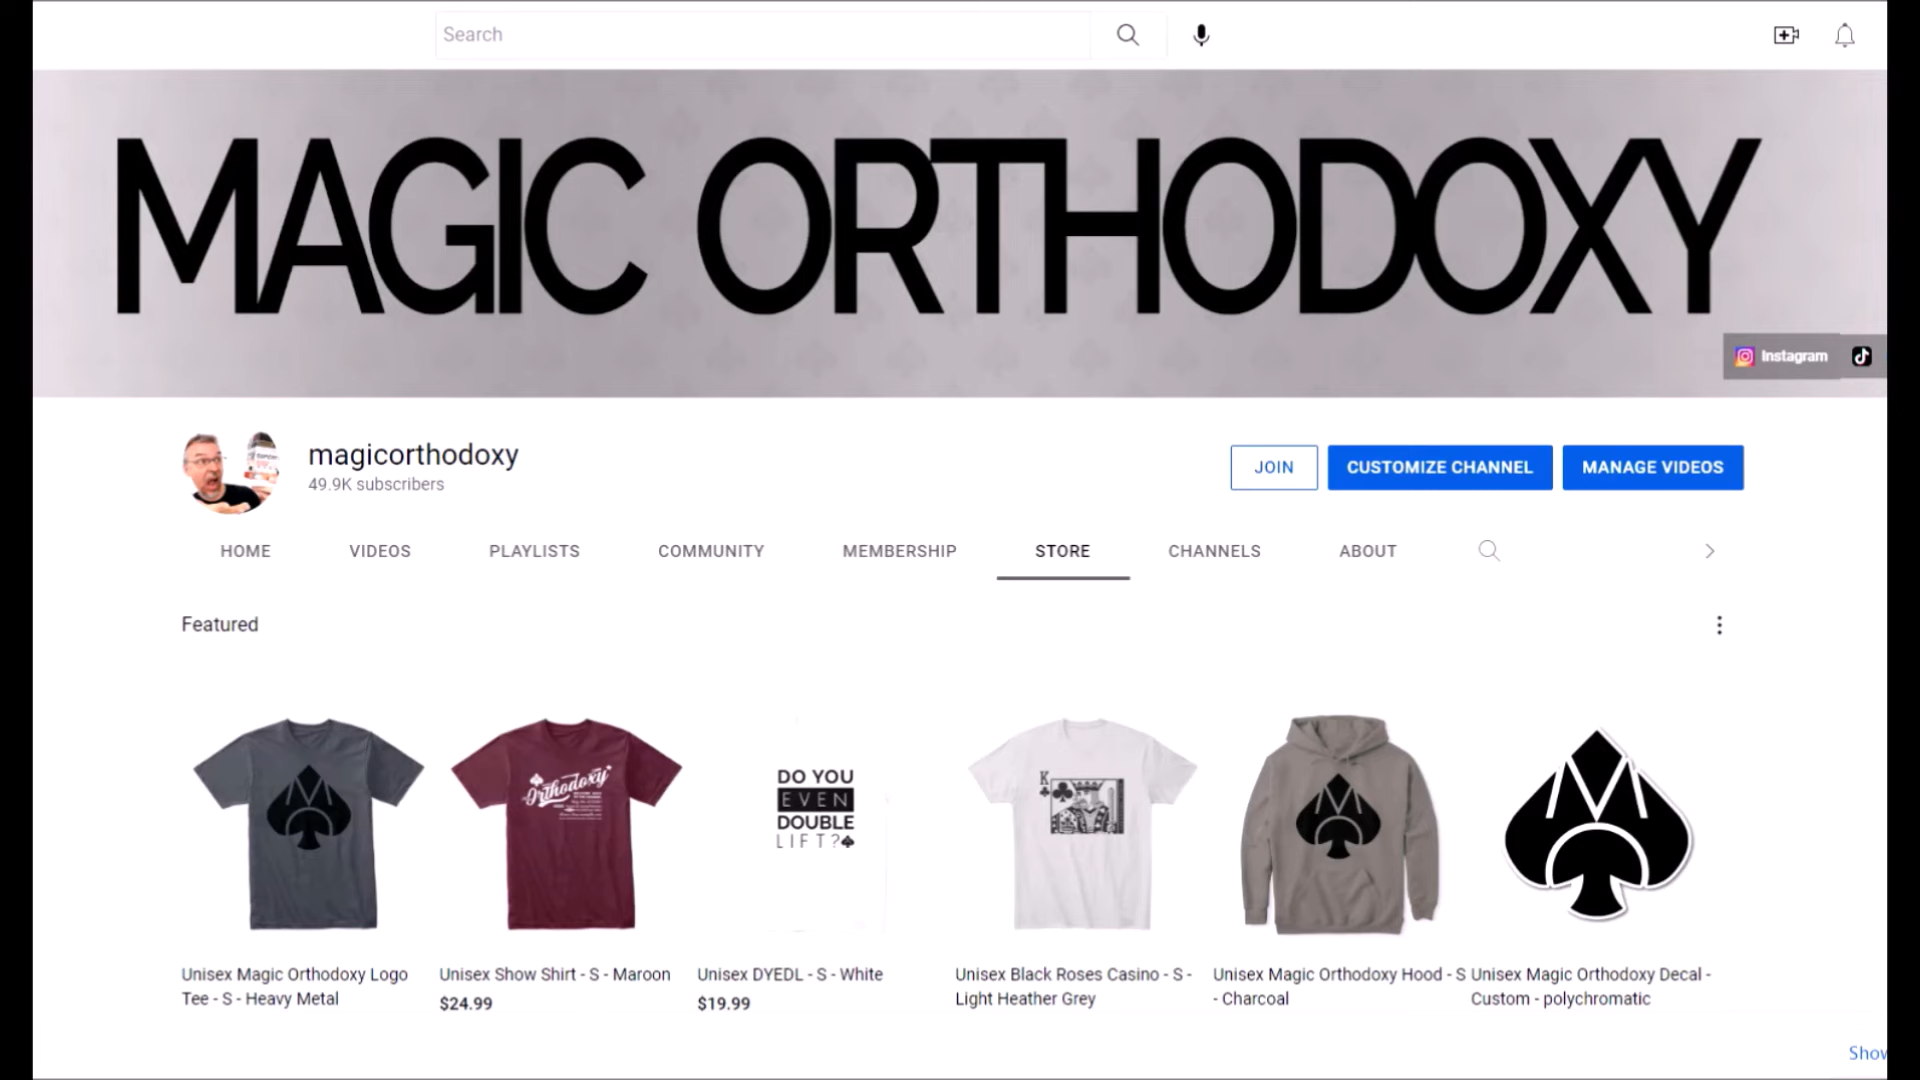 Search
MAGIC ORTHODOXY
Instagram
magicorthodoxy
49.9K subscribers
JOIN
CUSTOMIZE CHANNEL
MANAGE VIDEOS
HOME
VIDEOS
PLAYLISTS
COMMUNITY
MEMBERSHIP
STORE
CHANNELS
ABOUT
Featured
Orthodoxy
DO YOU
EVEN
DOUBLE
LIFT?
K
Unisex Magic Orthodoxy Logo
Tee - S - Heavy Metal
Unisex Show Shirt - S - Maroon
$24.99
Unisex DYEDL - S - White
$19.99
Unisex Black Roses Casino - S -
Light Heather Grey
Unisex Magic Orthodoxy Hood - S
- Charcoal
Unisex Magic Orthodoxy Decal -
Custom - polychromatic
Show